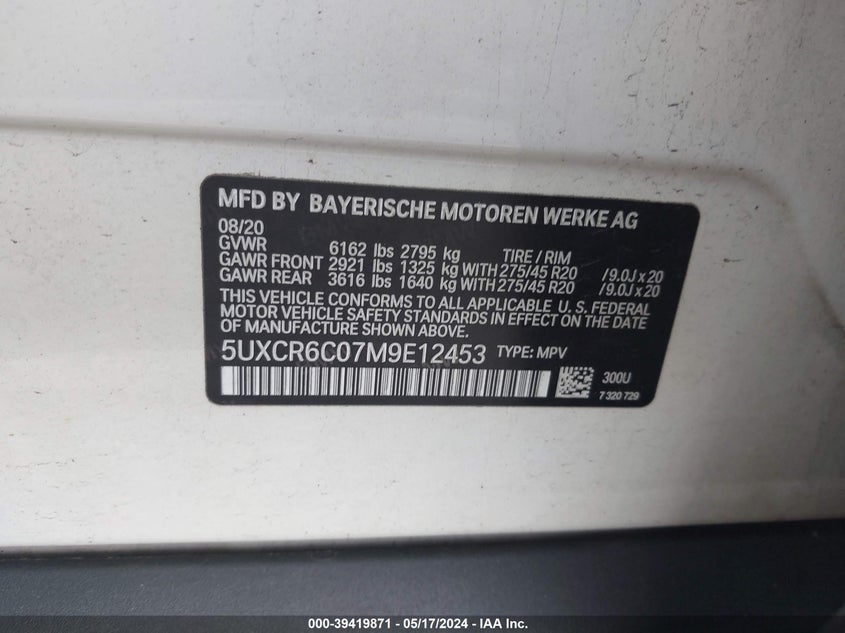 MFD BY BAYERISCHE MOTOREN WERKE AG
08/20
GVWR 6162 lbs 2795 kg TIRE / RIM
GAWR FRONT 2921 lbs 1325 kg WITH 275/45 R20 / 9.0J x 20
GAWR REAR 3616 lbs 1640 kg WITH 275/45 R20 / 9.0J x 20
THIS VEHICLE CONFORMS TO ALL APPLICABLE U. S. FEDERAL
MOTOR VEHICLE SAFETY STANDARDS IN EFFECT ON THE DATE
OF MANUFACTURE SHOWN ABOVE.
5UXCR6C07M9E12453 TYPE: MPV
300U
7 320 729
000-39419871 - 05/17/2024 - IAA Inc.